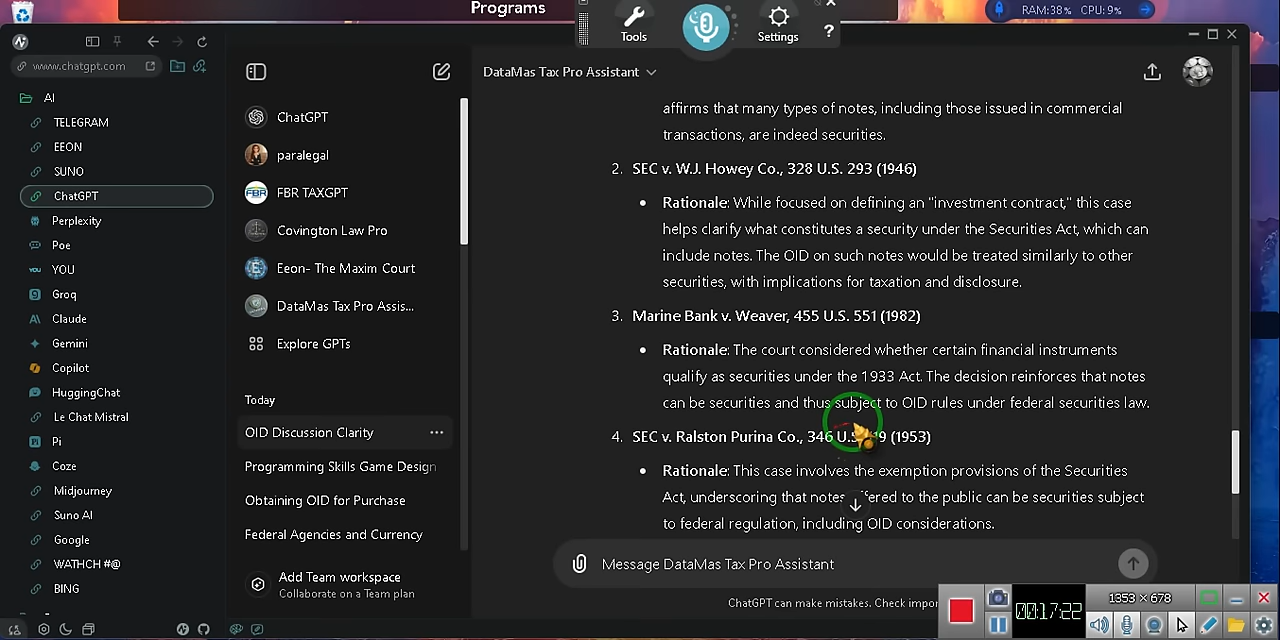 Programs
Tools
Settings
?
RAM:38% CPU: 9%
www.chatgpt.com
AI
TELEGRAM
EEON
SUNO
ChatGPT
Perplexity
Poe
YOU
Groq
Claude
Gemini
Copilot
HuggingChat
Le Chat Mistral
Pi
Coze
Midjourney
Suno AI
Google
WATHCH #@
BING
ChatGPT
paralegal
FBR TAXGPT
Covington Law Pro
Eeon- The Maxim Court
DataMas Tax Pro Assis...
Explore GPTs
Today
OID Discussion Clarity
Programming Skills Game Design
Obtaining OID for Purchase
Federal Agencies and Currency
Add Team workspace
Collaborate on a Team plan
DataMas Tax Pro Assistant
affirms that many types of notes, including those issued in commercial
transactions, are indeed securities.
2. SEC v. W.J. Howey Co., 328 U.S. 293 (1946)
• Rationale: While focused on defining an "investment contract," this case
helps clarify what constitutes a security under the Securities Act, which can
include notes. The OID on such notes would be treated similarly to other
securities, with implications for taxation and disclosure.
3. Marine Bank v. Weaver, 455 U.S. 551 (1982)
• Rationale: The court considered whether certain financial instruments
qualify as securities under the 1933 Act. The decision reinforces that notes
can be securities and thus subject to OID rules under federal securities law.
4. SEC v. Ralston Purina Co., 346 U.S. (1953)
• Rationale: This case involves the exemption provisions of the Securities
Act, underscoring that notes to the public can be securities subject
to federal regulation, including OID considerations.
Message DataMas Tax Pro Assistant
ChatGPT can make mistakes. Check
00:17:22
1353 × 678